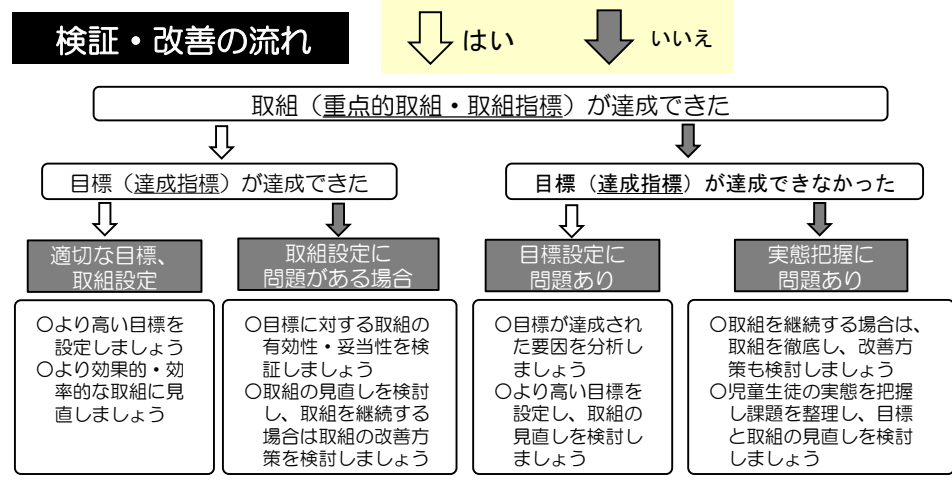 検証・改善の流れ
はい
いいえ
取組（重点的取組・取組指標）が達成できた
目標（達成指標）が達成できた
目標（達成指標）が達成できなかった
適切な目標、
取組設定
取組設定に
問題がある場合
目標設定に
問題あり
実態把握に
問題あり
〇より高い目標を
設定しましょう
〇より効果的・効
率的な取組に見
直しましょう
〇目標に対する取組の
有効性・妥当性を検
証しましょう
〇取組の見直しを検討
し、取組を継続する
場合は取組の改善方
策を検討しましょう
〇目標が達成され
た要因を分析し
ましょう
〇より高い目標を
設定し、取組の
見直しを検討し
ましょう
〇取組を継続する場合は、
取組を徹底し、改善方
策も検討しましょう
〇児童生徒の実態を把握
し課題を整理し、目標
と取組の見直しを検討
しましょう